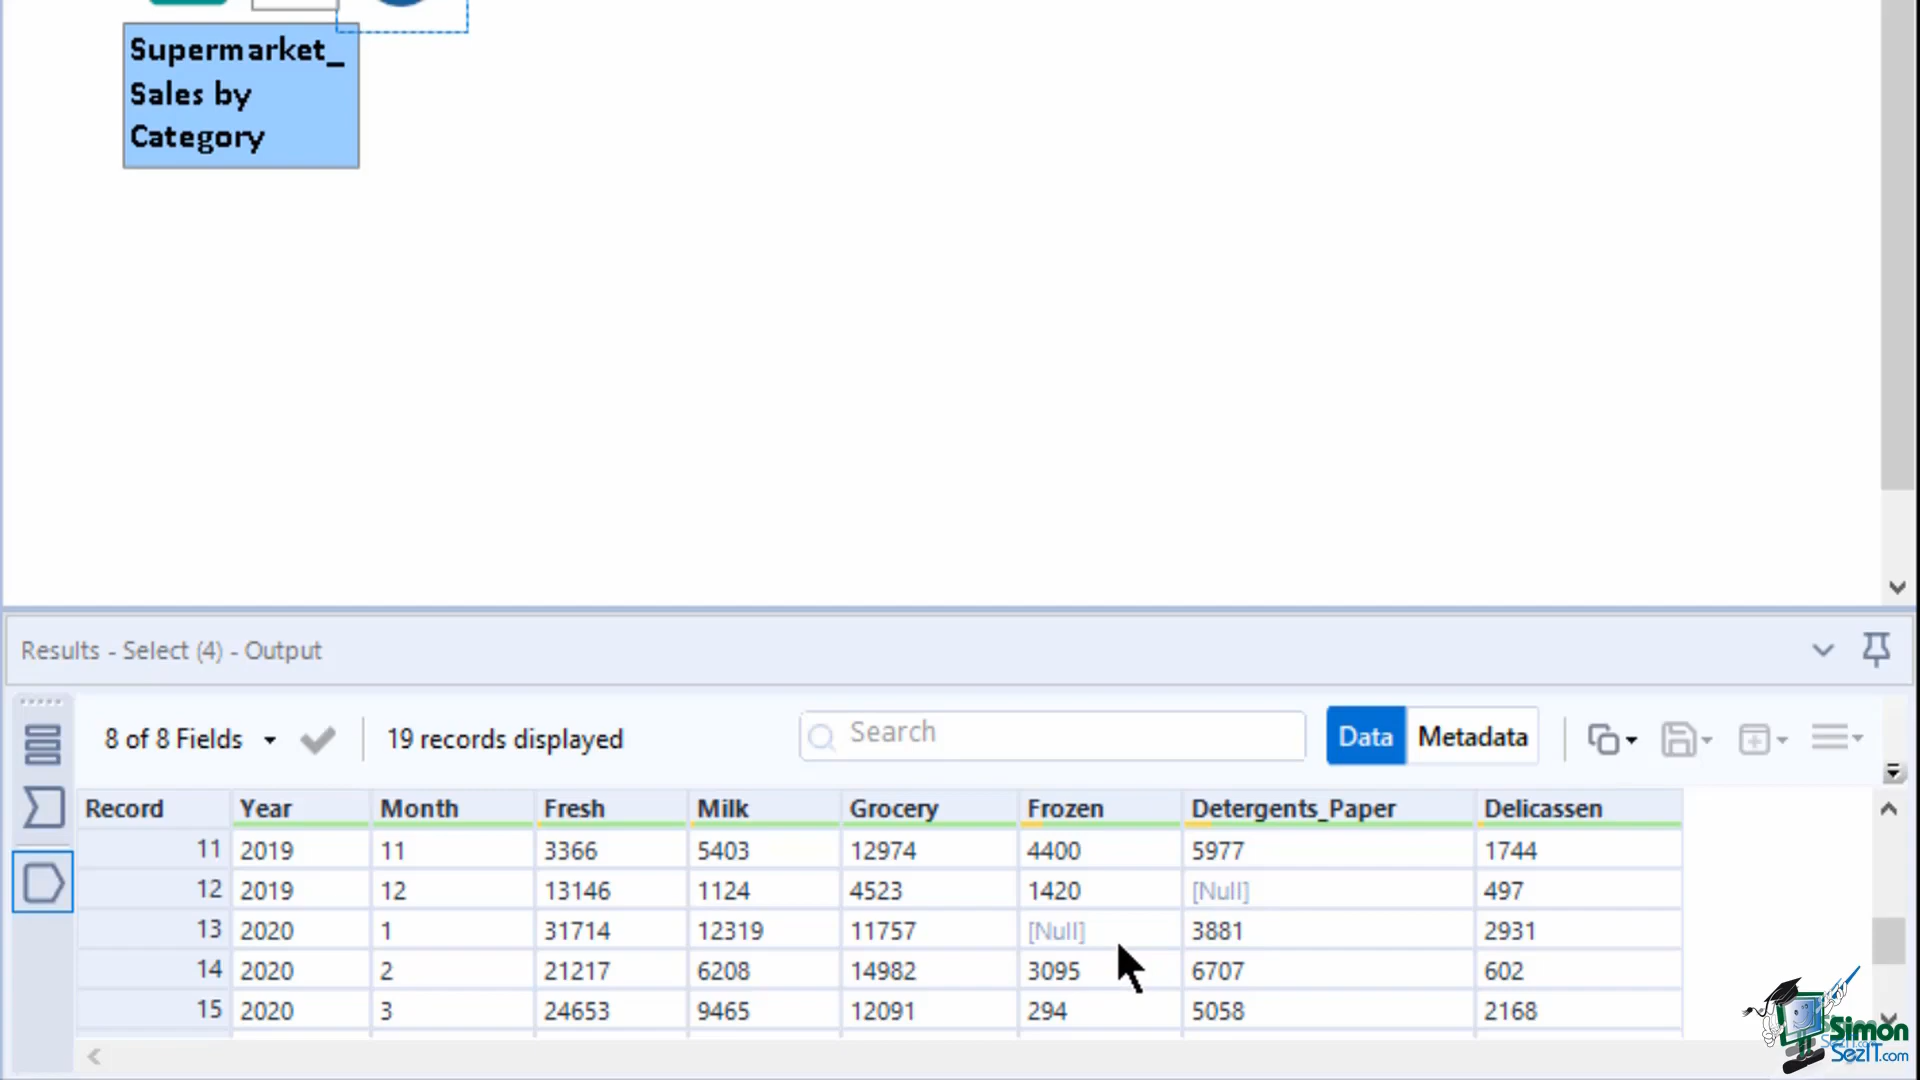 Supermarket_
Sales by
Category
Results - Select (4) - Output
8 of 8 Fields 19 records displayed Search Data Metadata
Record Year Month Fresh Milk Grocery Frozen Detergents_Paper Delicassen
11 2019 11 3366 5403 12974 4400 5977 1744
12 2019 12 13146 1124 4523 1420 [Null] 497
13 2020 1 31714 12319 11757 [Null] 3881 2931
14 2020 2 21217 6208 14982 3095 6707 602
15 2020 3 24653 9465 12091 294 5058 2168
Simon
SezIT.com